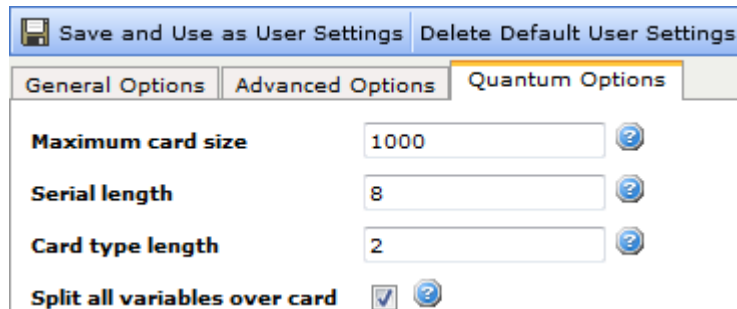 Save and Use as User Settings Delete Default User Settings
General Options Advanced Options Quantum Options
Maximum card size 1000 ?
Serial length 8 ?
Card type length 2 ?
Split all variables over card ?